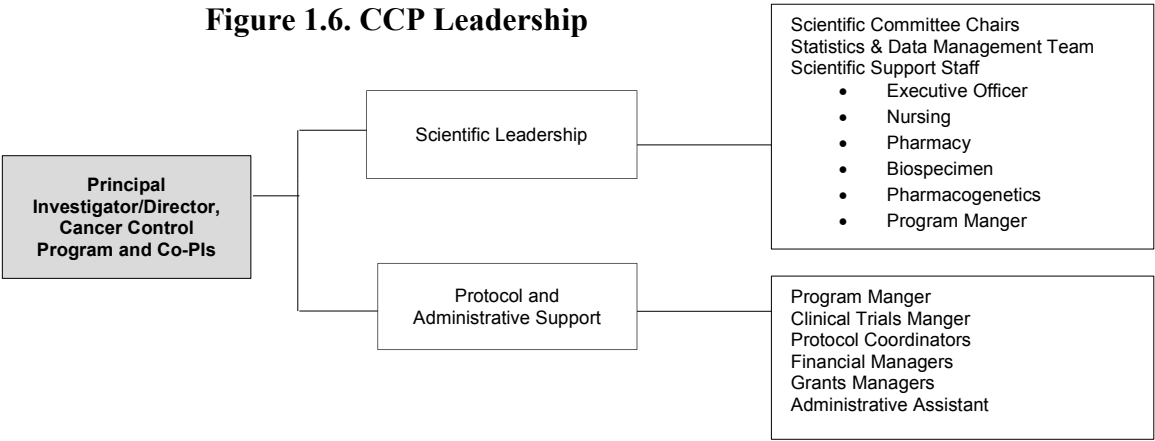 Figure 1.6. CCP Leadership
Scientific Committee Chairs
Statistics & Data Management Team
Scientific Support Staff
• Executive Officer
• Nursing
• Pharmacy
• Biospecimen
• Pharmacogenetics
• Program Manger
Scientific Leadership
Principal
Investigator/Director,
Cancer Control
Program and Co-PIs
Protocol and
Administrative Support
Program Manger
Clinical Trials Manger
Protocol Coordinators
Financial Managers
Grants Managers
Administrative Assistant